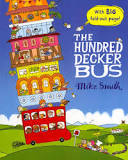 With BIG
fold-out page!
THE
HUNDRED
DECKER
BUS
Mike Smith